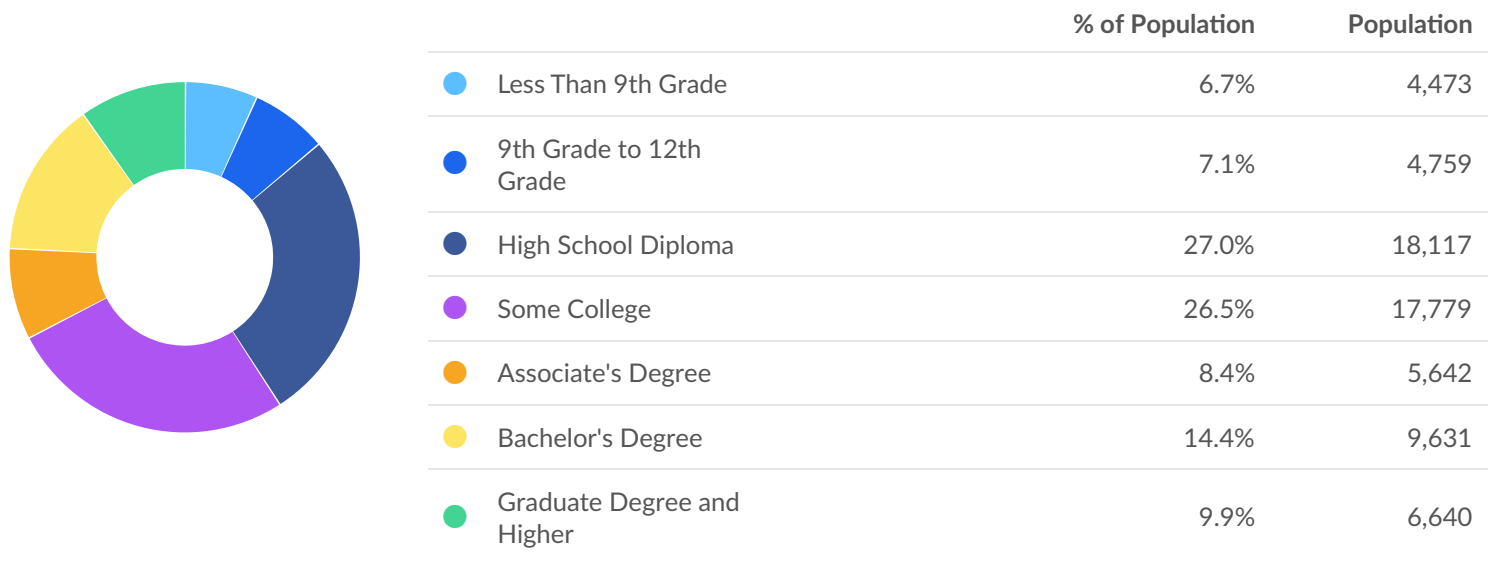 % of Population Population
Less Than 9th Grade 6.7% 4,473
9th Grade to 12th
Grade 7.1% 4,759
High School Diploma 27.0% 18,117
Some College 26.5% 17,779
Associate's Degree 8.4% 5,642
Bachelor's Degree 14.4% 9,631
Graduate Degree and
Higher 9.9% 6,640